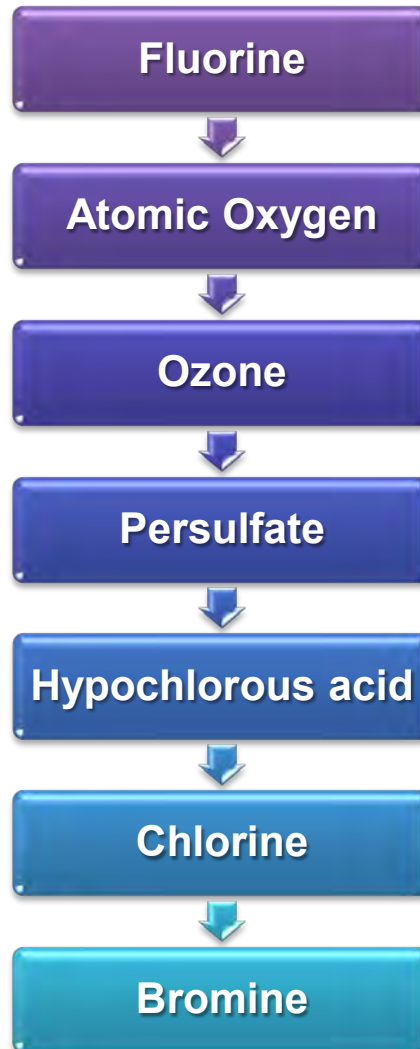 Fluorine
Atomic Oxygen
Ozone
Persulfate
Hypochlorous acid
Chlorine
Bromine